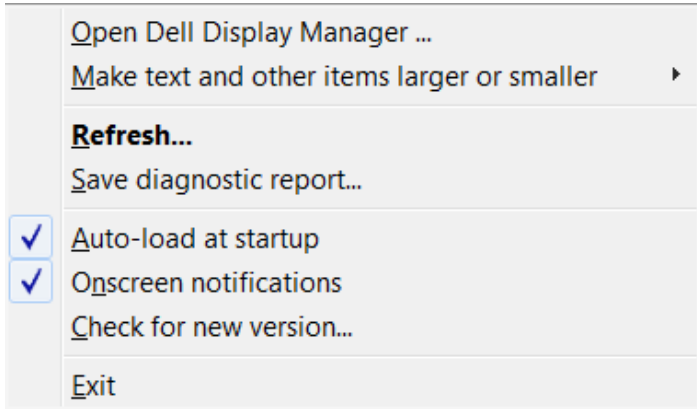 Open Dell Display Manager ...
Make text and other items larger or smaller
Refresh...
Save diagnostic report...
Auto-load at startup
Onscreen notifications
Check for new version...
Exit